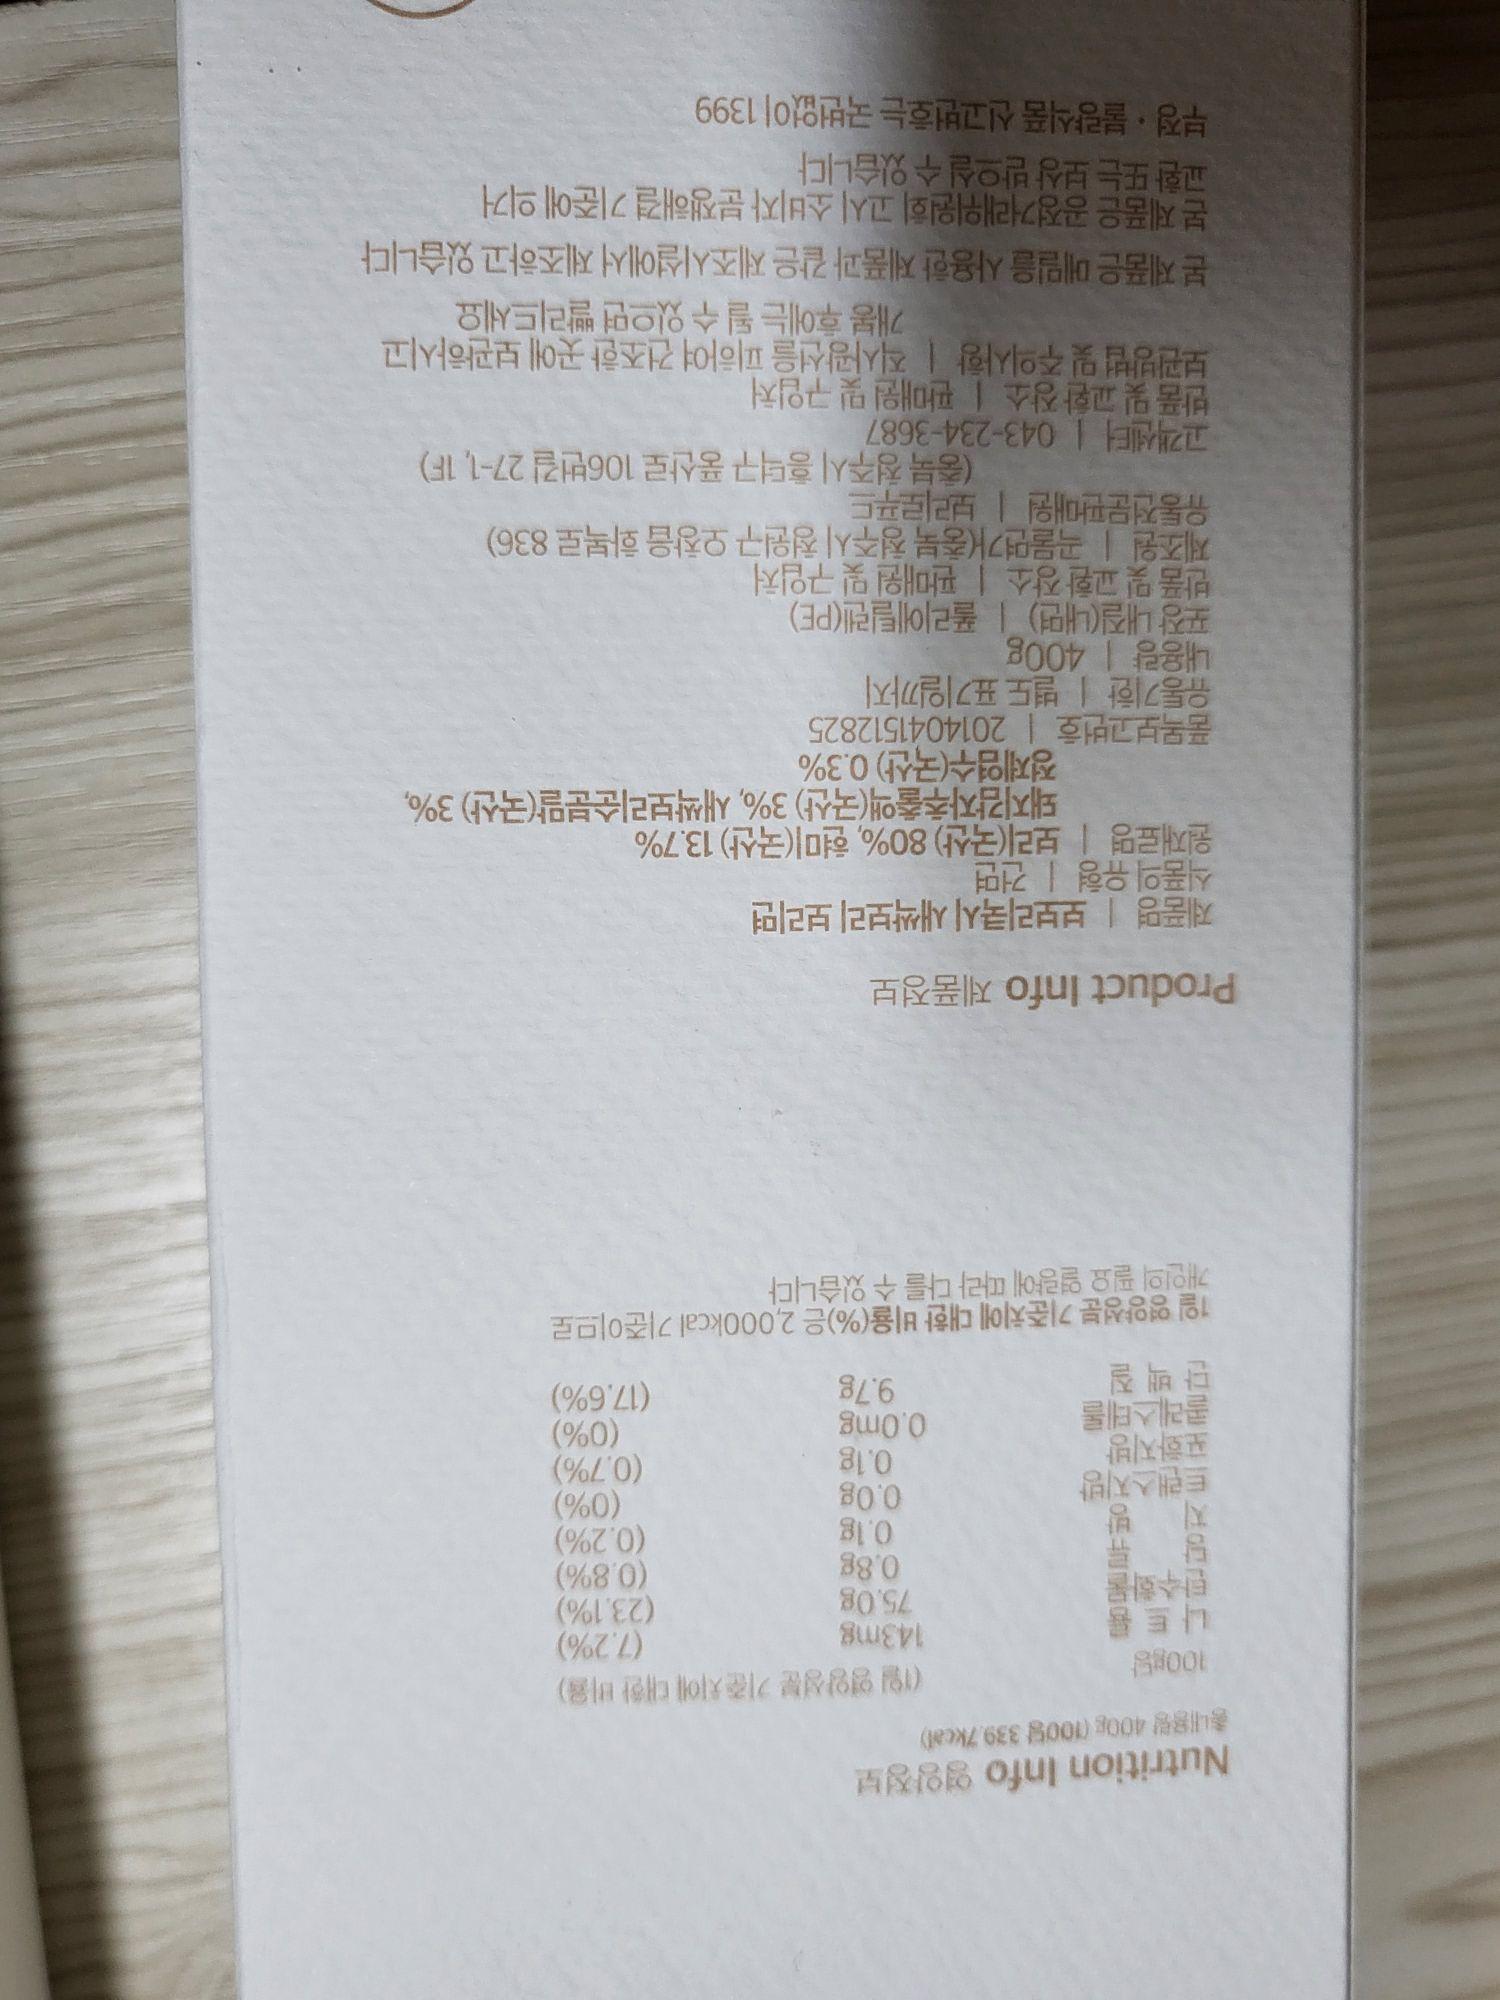 Nutrition Info 영양정보
총내용량 400g (100당 339.7kcal)
100g당 (1일 영양성분 기준치에 대한 비율)
나트륨 143mg (7.2%)
탄수화물 75.0g (23.1%)
당류 0.8g (0.8%)
지방 0.1g (0.2%)
트랜스지방 0.0g (0%)
포화지방 0.1g (0.7%)
콜레스테롤 0.0mg (0%)
단백질 9.7g (17.6%)
1일 영양성분 기준치에 대한 비율(%)은 2,000kcal 기준이므로
개인의 필요 열량에 따라 다를 수 있습니다
Product Info 제품정보
제품명 | 보보리쿡시 새싹보리 보리면
식품의 유형 | 건면
원재료명 | 보리(국산) 80%, 현미(국산) 13.7%
돼지감자추출액(국산) 3%, 새싹보리순분말(국산) 3%,
정제염수(국산) 0.3%
품목보고번호 | 2014041512825
유통기한 | 별도 표기일까지
내용량 | 400g
포장 내질(내면) | 폴리에틸렌(PE)
반품 및 교환 장소 | 판매원 및 구입처
제조원 | 곡물면가(충북 청주시 청원구 오창읍 화복로 836)
유통전문판매원 | 보리로푸드
(충북 청주시 흥덕구 풍산로 106번길 27-1, 1F)
고객센터 | 043-234-3687
반품 및 교환 장소 | 판매원 및 구입처
보관방법 및 주의사항 | 직사광선을 피하여 건조한 곳에 보관하시고
개봉 후에는 될 수 있으면 빨리드세요
본 제품은 메밀을 사용한 제품과 같은 제조시설에서 제조하고 있습니다
본 제품은 공정거래위원회 고시 소비자 분쟁해결 기준에 의거
교환 또는 보상 받으실 수 있습니다
부정·불량식품 신고번호는 국번없이 1399